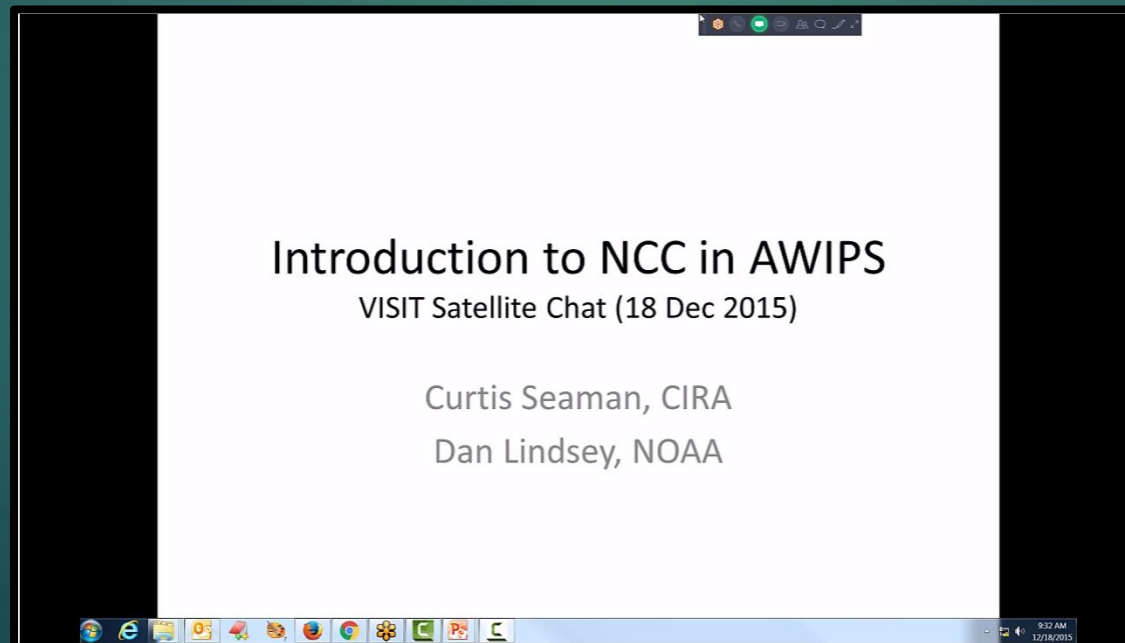 Introduction to NCC in AWIPS
VISIT Satellite Chat (18 Dec 2015)
Curtis Seaman, CIRA
Dan Lindsey, NOAA
9:32 AM
12/18/2015